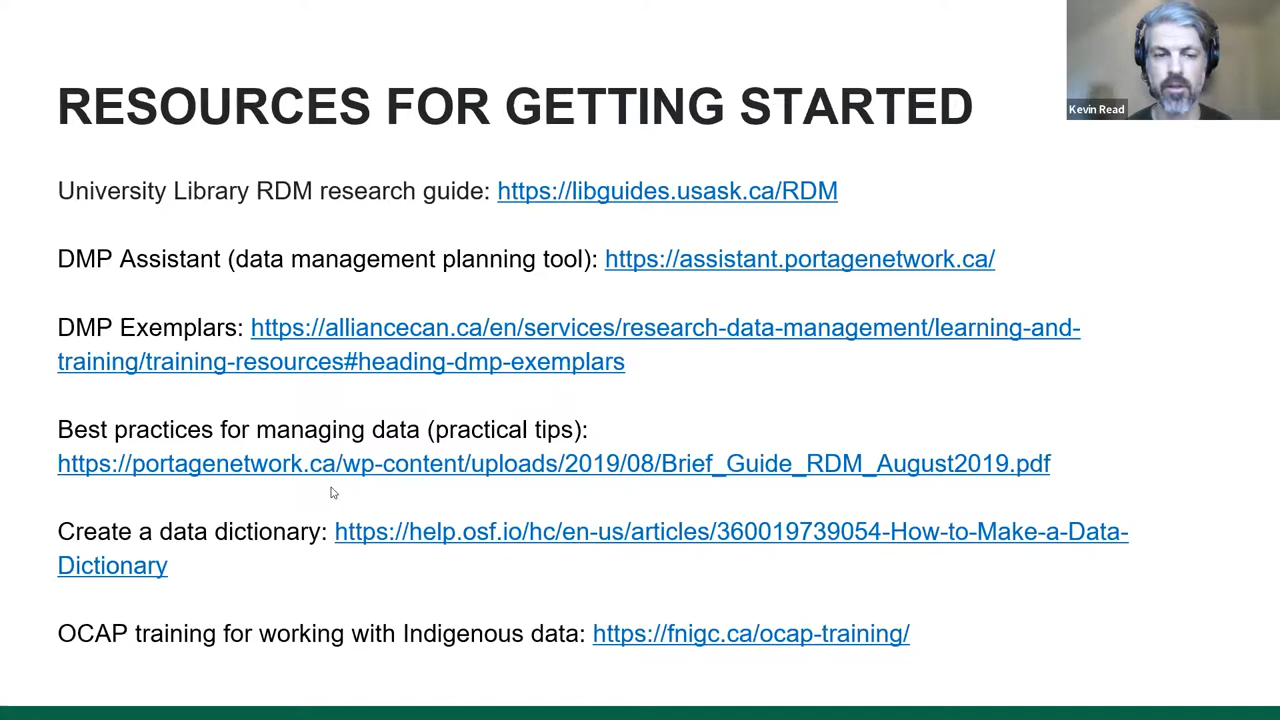 RESOURCES FOR GETTING STARTED
Kevin Read
University Library RDM research guide: https://libguides.usask.ca/RDM
DMP Assistant (data management planning tool): https://assistant.portagenetwork.ca/
DMP Exemplars: https://alliancecan.ca/en/services/research-data-management/learning-and-
training/training-resources#heading-dmp-exemplars
Best practices for managing data (practical tips):
https://portagenetwork.ca/wp-content/uploads/2019/08/Brief_Guide_RDM_August2019.pdf
Create a data dictionary: https://help.osf.io/hc/en-us/articles/360019739054-How-to-Make-a-Data-
Dictionary
OCAP training for working with Indigenous data: https://fnigc.ca/ocap-training/